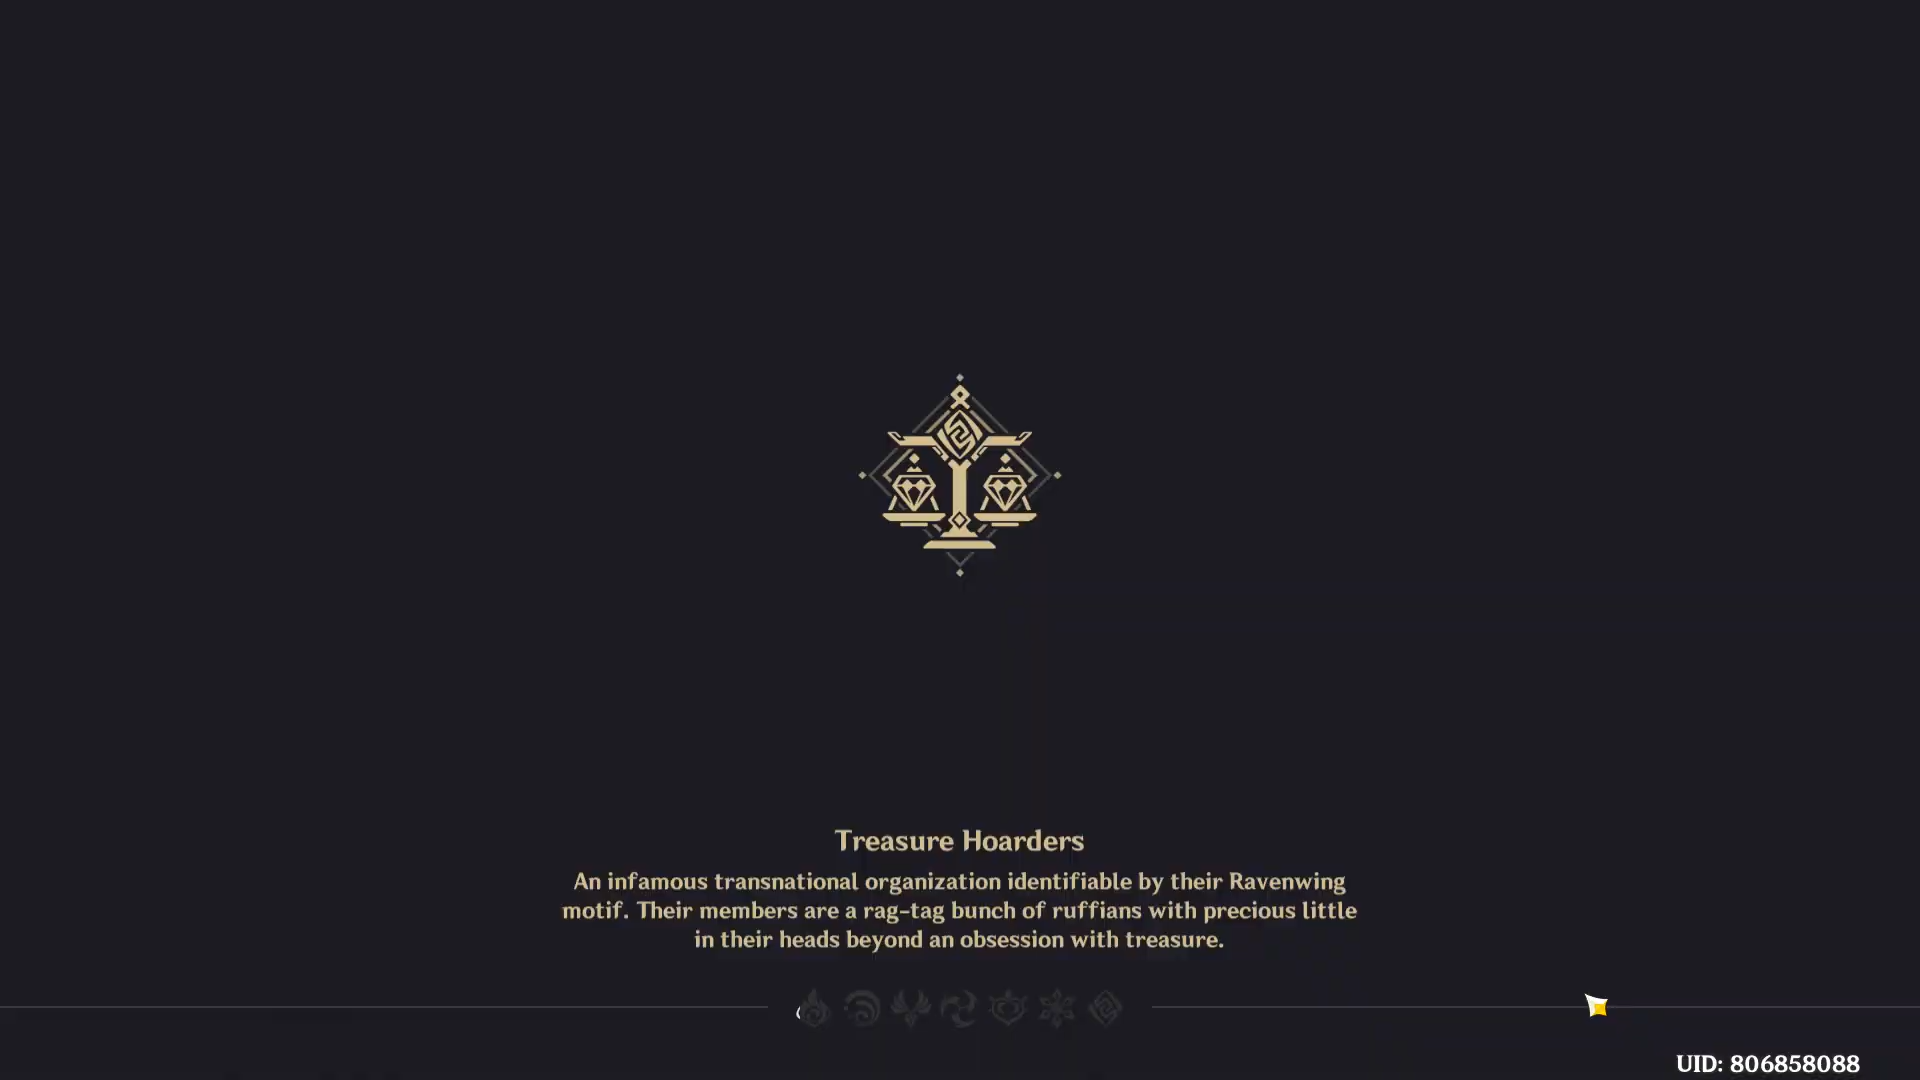 Treasure Hoarders
An infamous transnational organization identifiable by their Ravenwing
motif. Their members are a rag-tag bunch of ruffians with precious little
in their heads beyond an obsession with treasure.
UID: 806858088